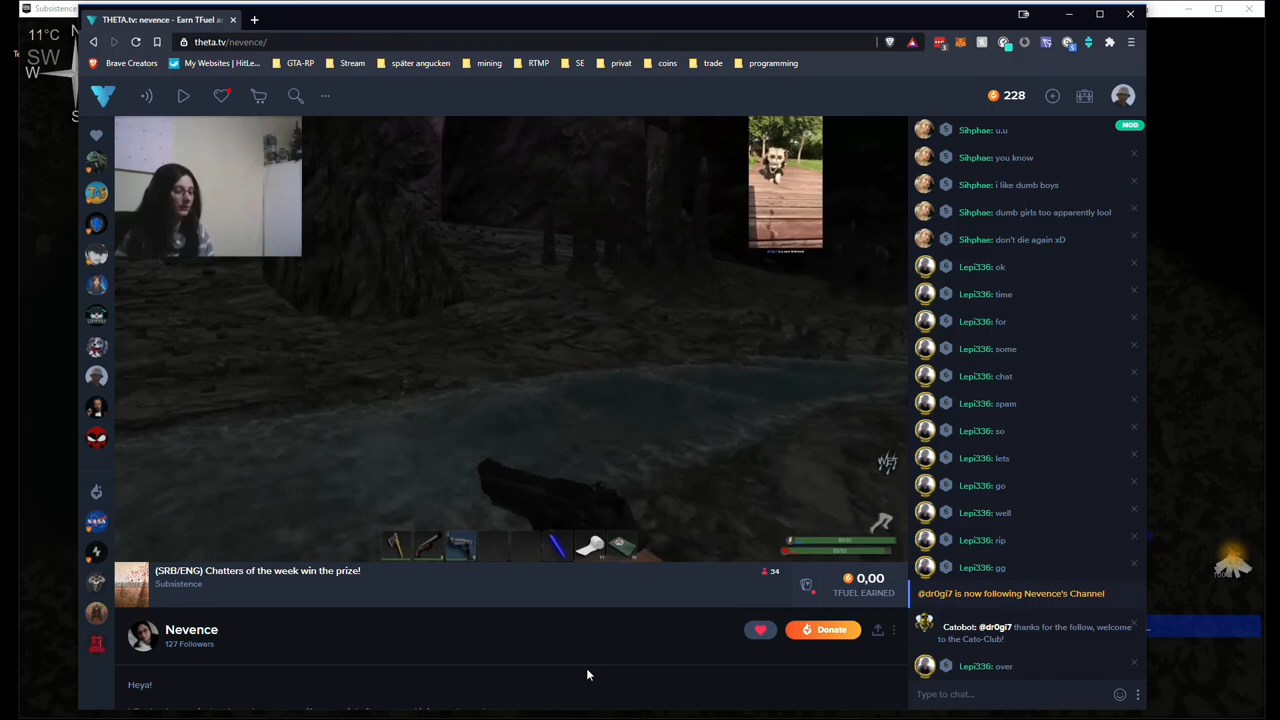 Subsistence
THETA.tv: nevence - Earn TFuel a
theta.tv/nevence/
Brave Creators
My Websites | HitLe...
GTA-RP
Stream
später angucken
mining
RTMP
SE
privat
coins
trade
programming
11°C
SW
W
228
MOD
Sihphae: u.u
Sihphae: you know
Sihphae: i like dumb boys
Sihphae: dumb girls too apparently lool
Sihphae: don't die again xD
Lepi336: ok
Lepi336: time
Lepi336: for
Lepi336: some
Lepi336: chat
Lepi336: spam
Lepi336: so
Lepi336: lets
Lepi336: go
Lepi336: well
Lepi336: rip
Lepi336: gg
@dr0gi7 is now following Nevence's Channel
Catobot: @dr0gi7 thanks for the follow, welcome
to the Cato-Club!
Lepi336: over
Type to chat...
(SRB/ENG) Chatters of the week win the prize!
Subsistence
34
0,00
TFUEL EARNED
Nevence
127 Followers
Donate
Heya!